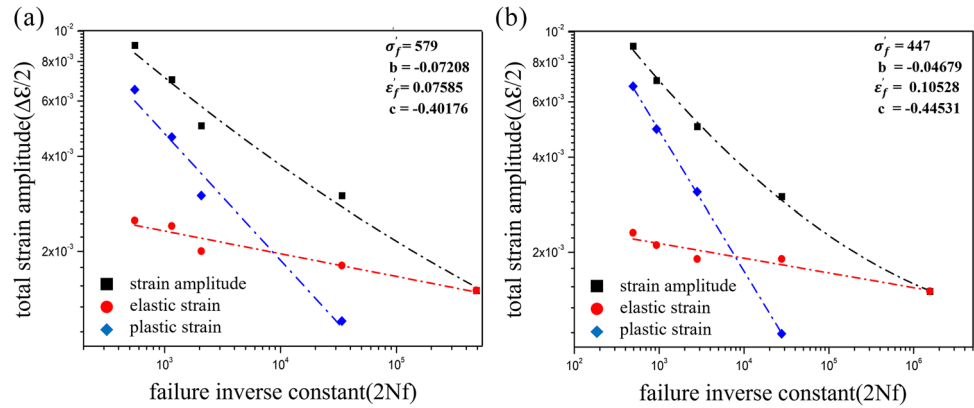 (a)
10⁻²
8x10⁻³
6x10⁻³
4x10⁻³
2x10⁻³
total strain amplitude(ΔƐ/2)
σ'f= 579
b = -0.07208
ε'f= 0.07585
c = -0.40176
strain amplitude
elastic strain
plastic strain
10³ 10⁴ 10⁵
failure inverse constant(2Nf)
(b)
10⁻²
8x10⁻³
6x10⁻³
4x10⁻³
2x10⁻³
total strain amplitude(ΔƐ/2)
σ'f= 447
b = -0.04679
ε'f= 0.10528
c = -0.44531
strain amplitude
elastic strain
plastic strain
10² 10³ 10⁴ 10⁵ 10⁶
failure inverse constant(2Nf)